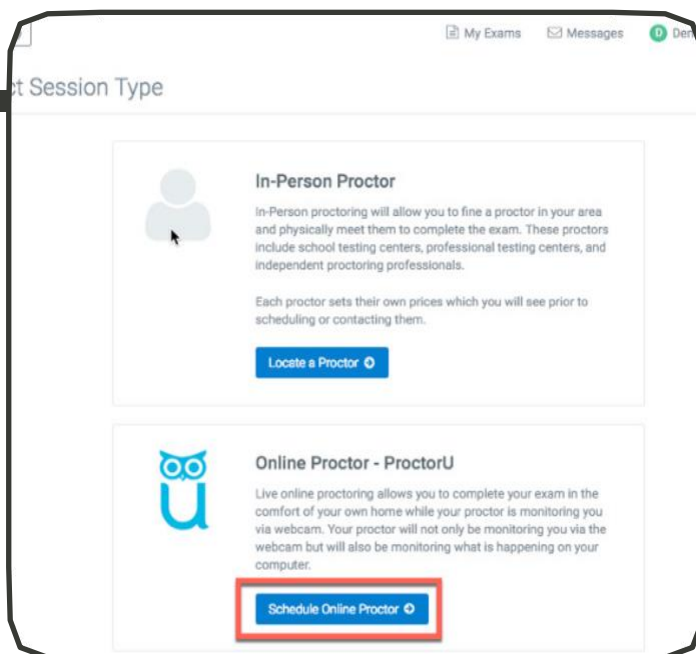 My Exams Messages D Den
ct Session Type
In-Person Proctor
In-Person proctoring will allow you to fine a proctor in your area
and physically meet them to complete the exam. These proctors
include school testing centers, professional testing centers, and
independent proctoring professionals.
Each proctor sets their own prices which you will see prior to
scheduling or contacting them.
Locate a Proctor
Online Proctor - ProctorU
Live online proctoring allows you to complete your exam in the
comfort of your own home while your proctor is monitoring you
via webcam. Your proctor will not only be monitoring you via the
webcam but will also be monitoring what is happening on your
computer.
Schedule Online Proctor